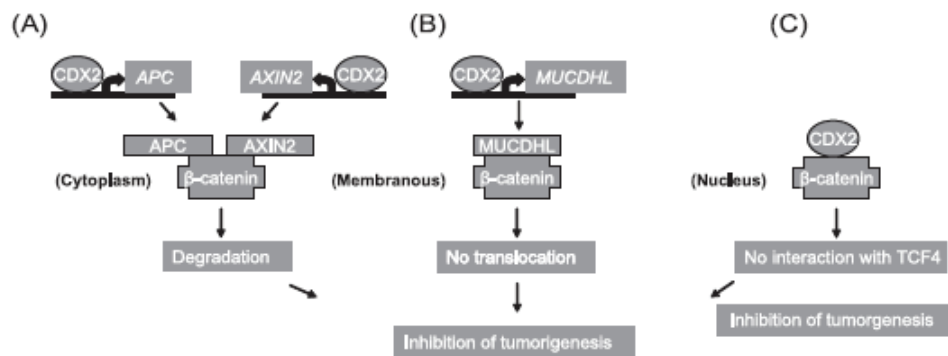 (A)
CDX2 APC
AXIN2 CDX2
APC AXIN2
(Cytoplasm) β-catenin
Degradation
(B)
CDX2 MUCDHL
MUCDHL
(Membranous) β-catenin
No translocation
Inhibition of tumorigenesis
(C)
CDX2
(Nucleus) β-catenin
No interaction with TCF4
Inhibition of tumorgenesis